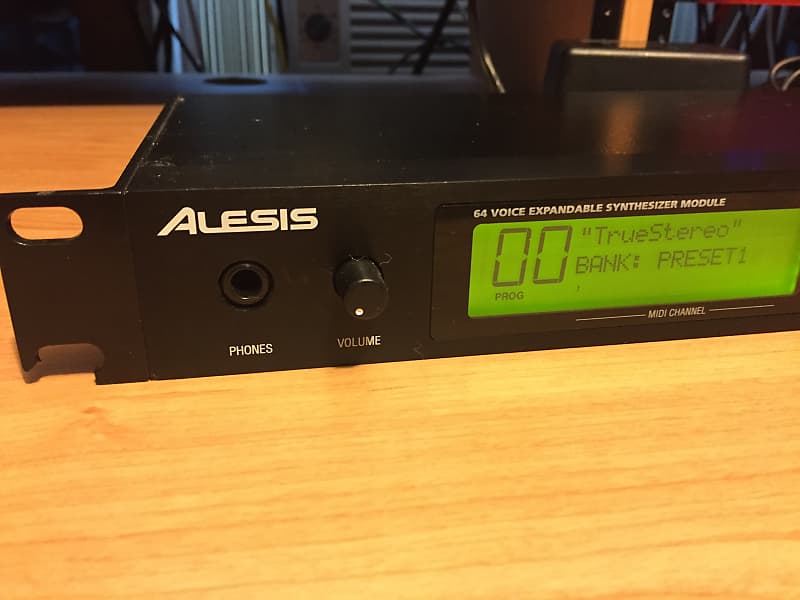 ALESIS
PHONES
VOLUME
64 VOICE EXPANDABLE SYNTHESIZER MODULE
00 "TrueStereo"
BANK: PRESET1
PROG
MIDI CHANNEL